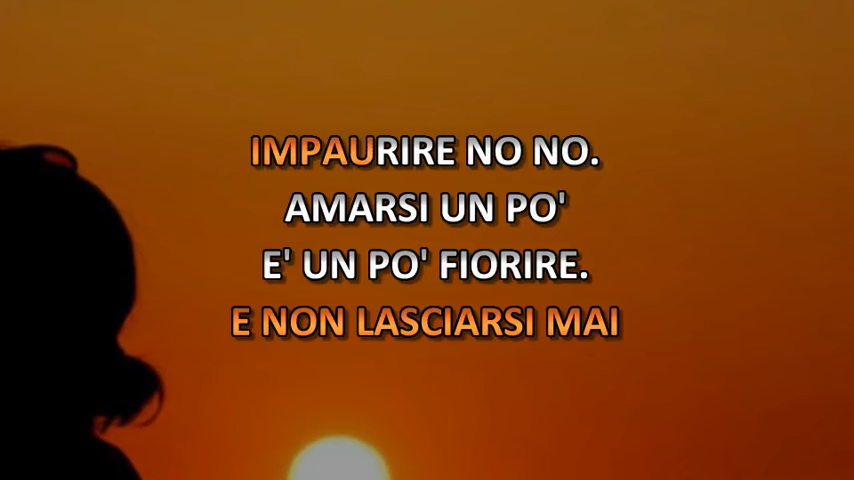 IMPAURIRE NO NO.
AMARSI UN PO'
E' UN PO' FIORIRE.
E NON LASCIARSI MAI